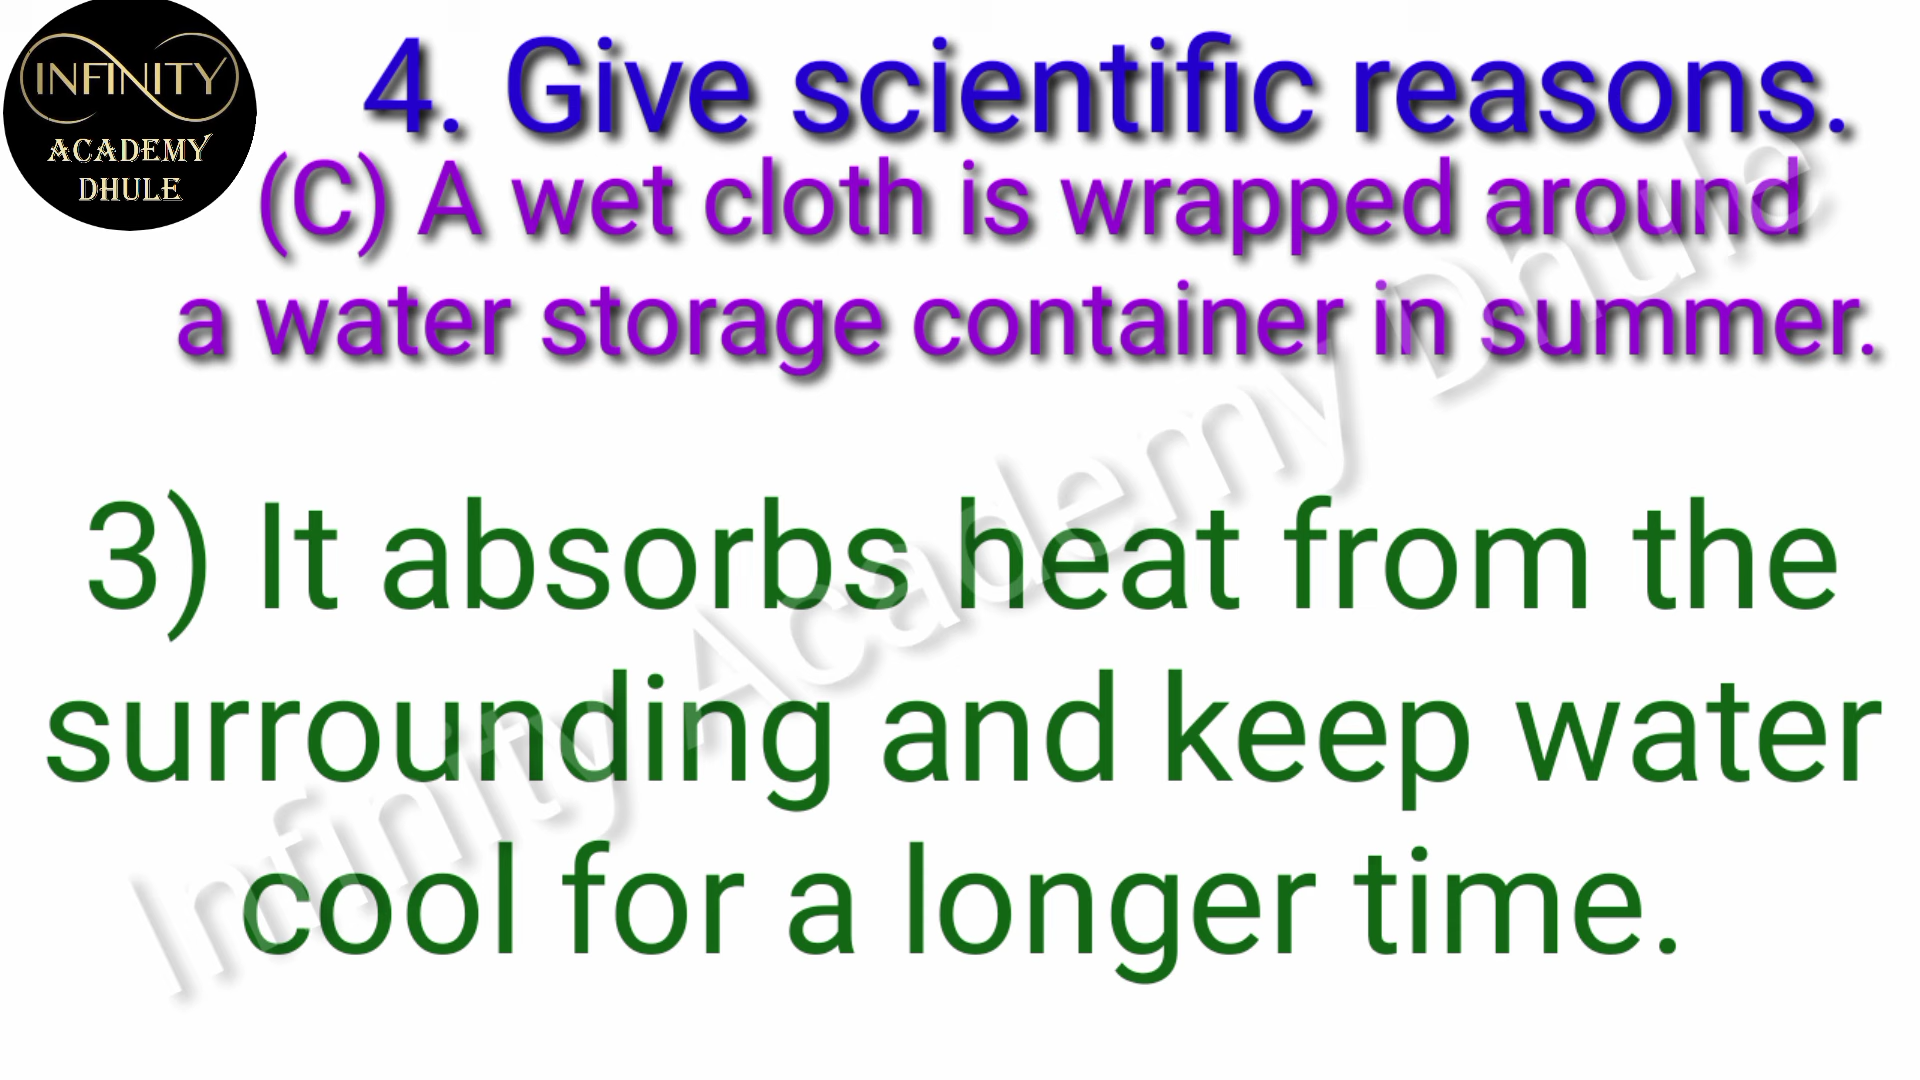 INFINITY
ACADEMY
DHULE
4. Give scientific reasons.
(C) A wet cloth is wrapped around
a water storage container in summer.
3) It absorbs heat from the
surrounding and keep water
cool for a longer time.
Infinity Academy Dhule